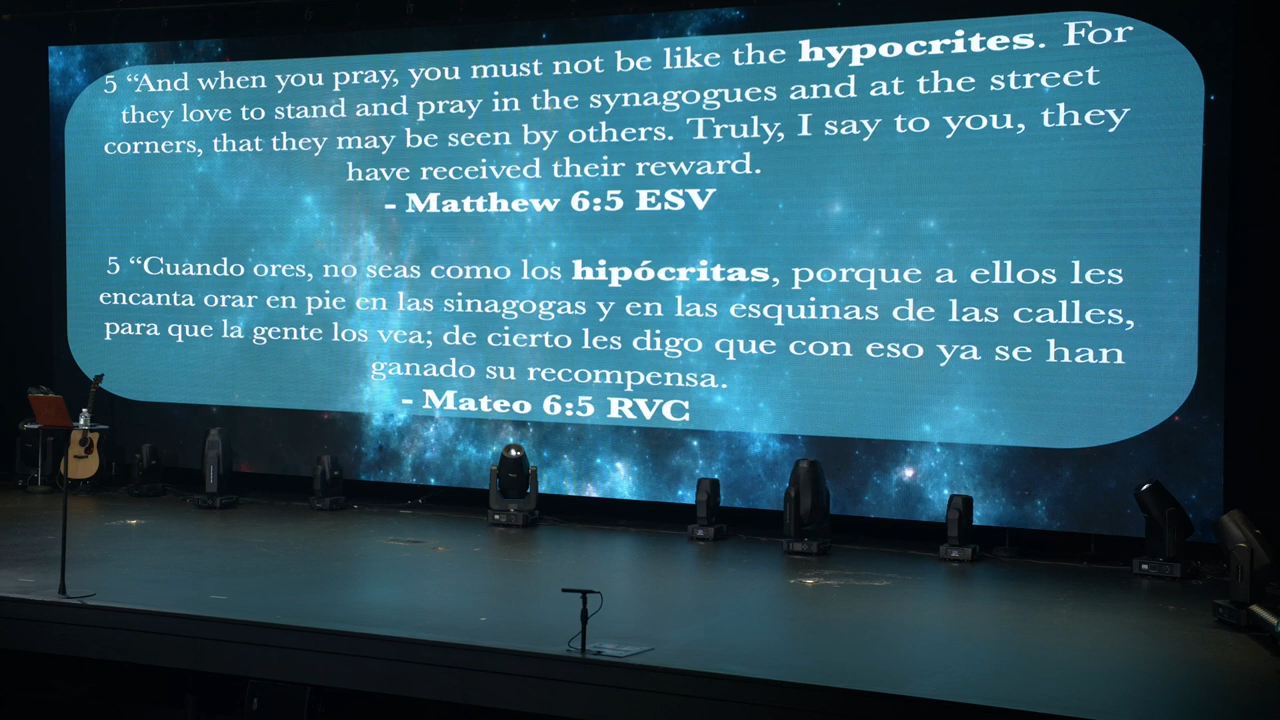 5 “And when you pray, you must not be like the hypocrites. For
they love to stand and pray in the synagogues and at the street
corners, that they may be seen by others. Truly, I say to you, they
have received their reward.
- Matthew 6:5 ESV
5 “Cuando ores, no seas como los hipócritas, porque a ellos les
encanta orar en pie en las sinagogas y en las esquinas de las calles,
para que la gente los vea; de cierto les digo que con eso ya se han
ganado su recompensa.
- Mateo 6:5 RVC